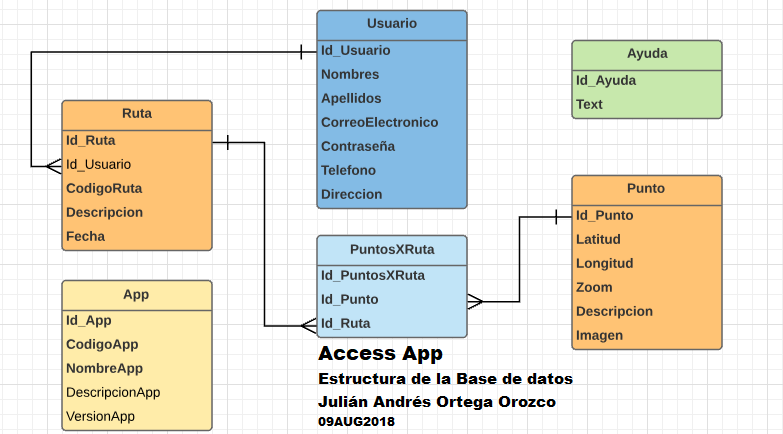 Usuario
Id_Usuario
Nombres
Apellidos
CorreoElectronico
Contraseña
Telefono
Direccion
Ayuda
Id_Ayuda
Text
Ruta
Id_Ruta
Id_Usuario
CodigoRuta
Descripcion
Fecha
Punto
Id_Punto
Latitud
Longitud
Zoom
Descripcion
Imagen
PuntosXRuta
Id_PuntosXRuta
Id_Punto
Id_Ruta
App
Id_App
CodigoApp
NombreApp
DescripcionApp
VersionApp
Access App
Estructura de la Base de datos
Julián Andrés Ortega Orozco
09AUG2018